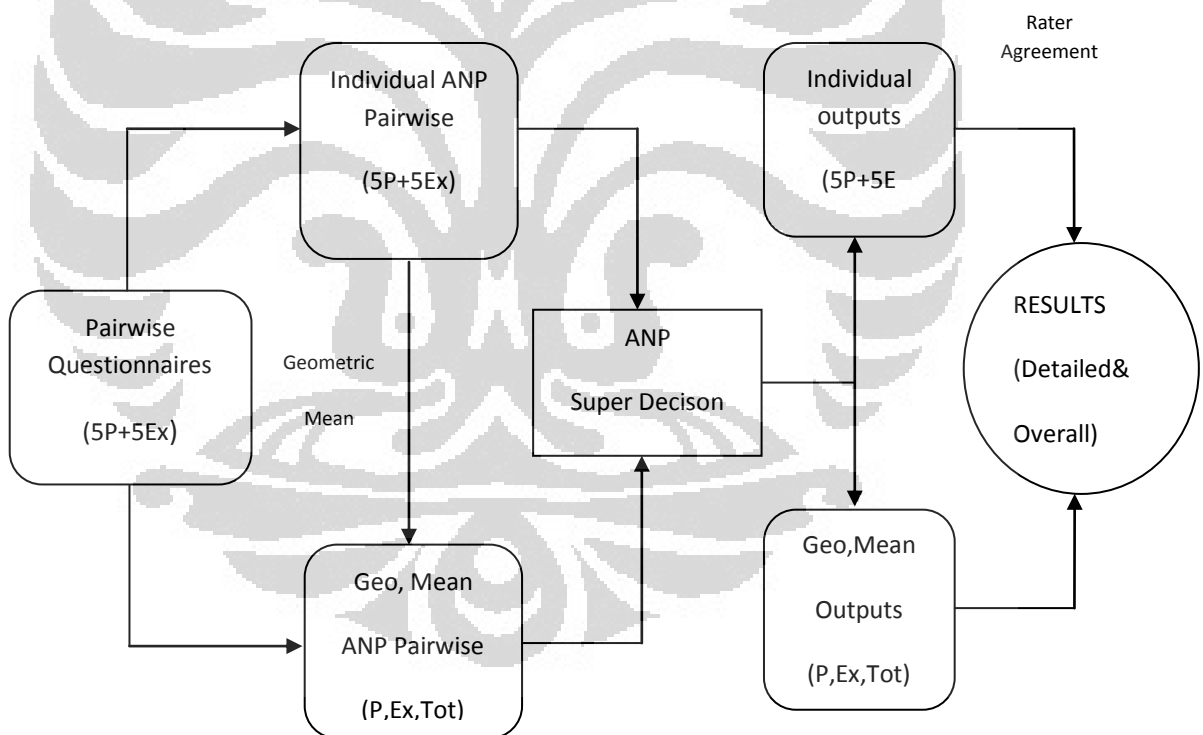 Rater
Agreement
Individual ANP
Pairwise
(5P+5Ex)
Individual
outputs
(5P+5E
Pairwise
Questionnaires
(5P+5Ex)
Geometric
Mean
ANP
Super Decison
RESULTS
(Detailed&
Overall)
Geo, Mean
ANP Pairwise
(P,Ex,Tot)
Geo,Mean
Outputs
(P,Ex,Tot)